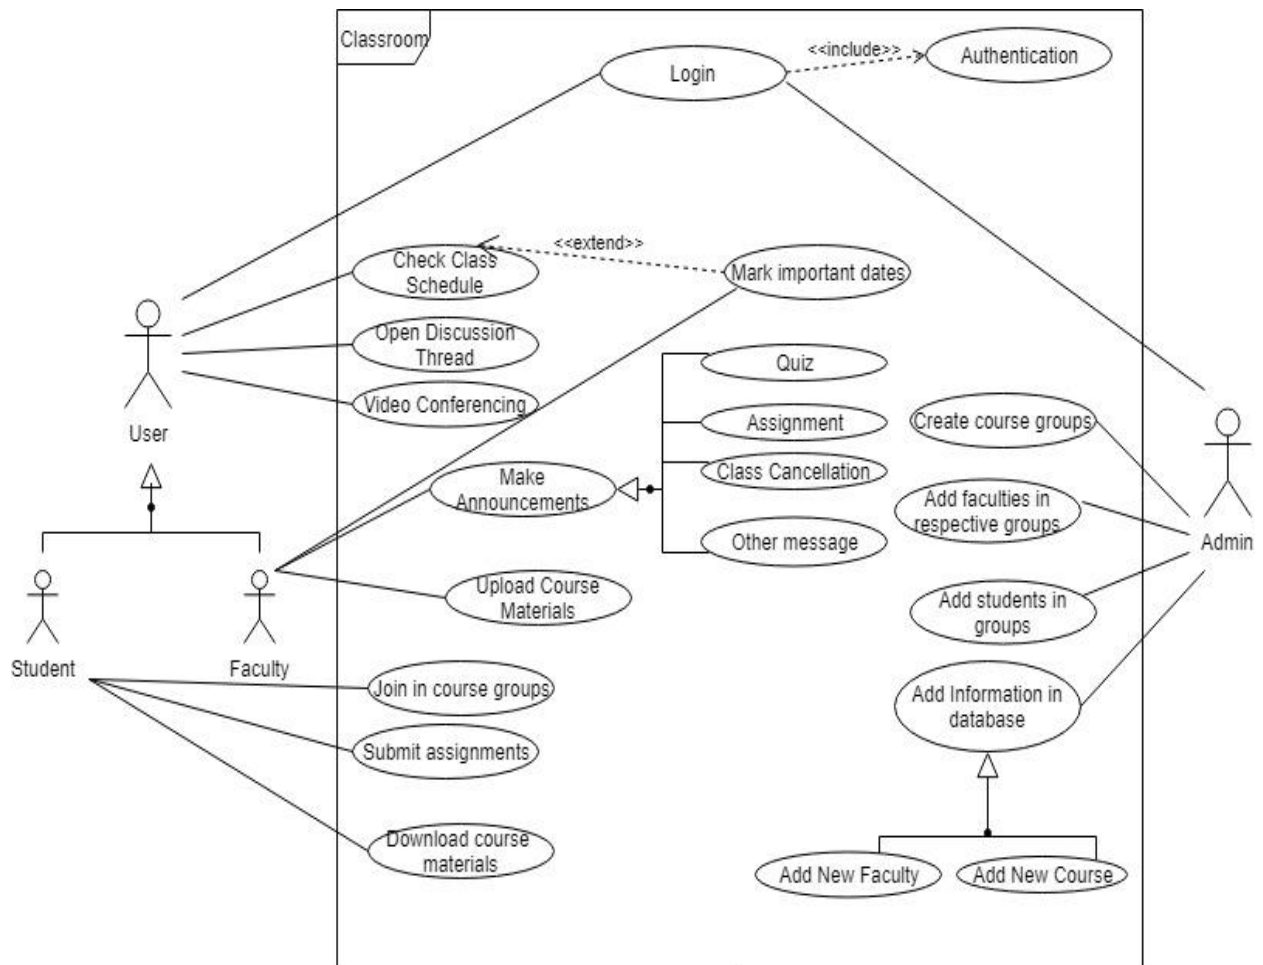 Classroom
Login
<<include>>
Authentication
Check Class
Schedule
<<extend>>
Mark important dates
Open Discussion
Thread
Video Conferencing
User
Quiz
Assignment
Class Cancellation
Other message
Make
Announcements
Create course groups
Add faculties in
respective groups
Admin
Upload Course
Materials
Add students in
groups
Student
Faculty
Join in course groups
Add Information in
database
Submit assignments
Download course
materials
Add New Faculty
Add New Course